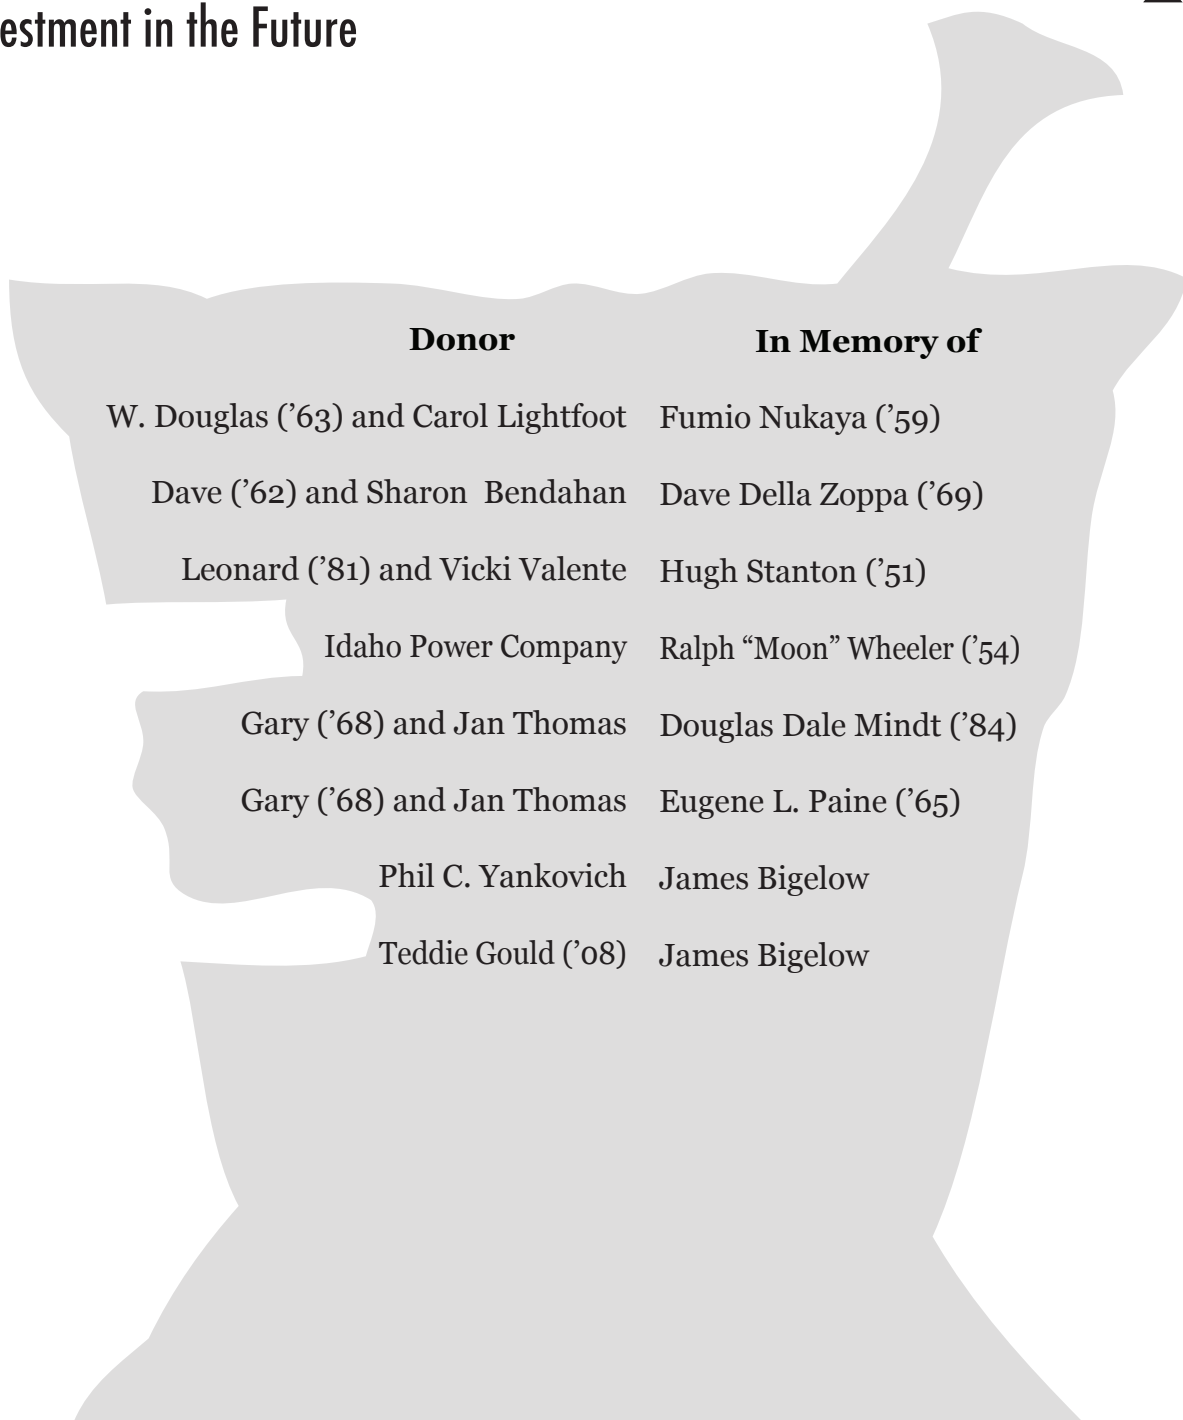 estment in the Future
Donor In Memory of
W. Douglas (’63) and Carol Lightfoot Fumio Nukaya (’59)
Dave (’62) and Sharon Bendahan Dave Della Zoppa (’69)
Leonard (’81) and Vicki Valente Hugh Stanton (’51)
Idaho Power Company Ralph “Moon” Wheeler (’54)
Gary (’68) and Jan Thomas Douglas Dale Mindt (’84)
Gary (’68) and Jan Thomas Eugene L. Paine (’65)
Phil C. Yankovich James Bigelow
Teddie Gould (’08) James Bigelow